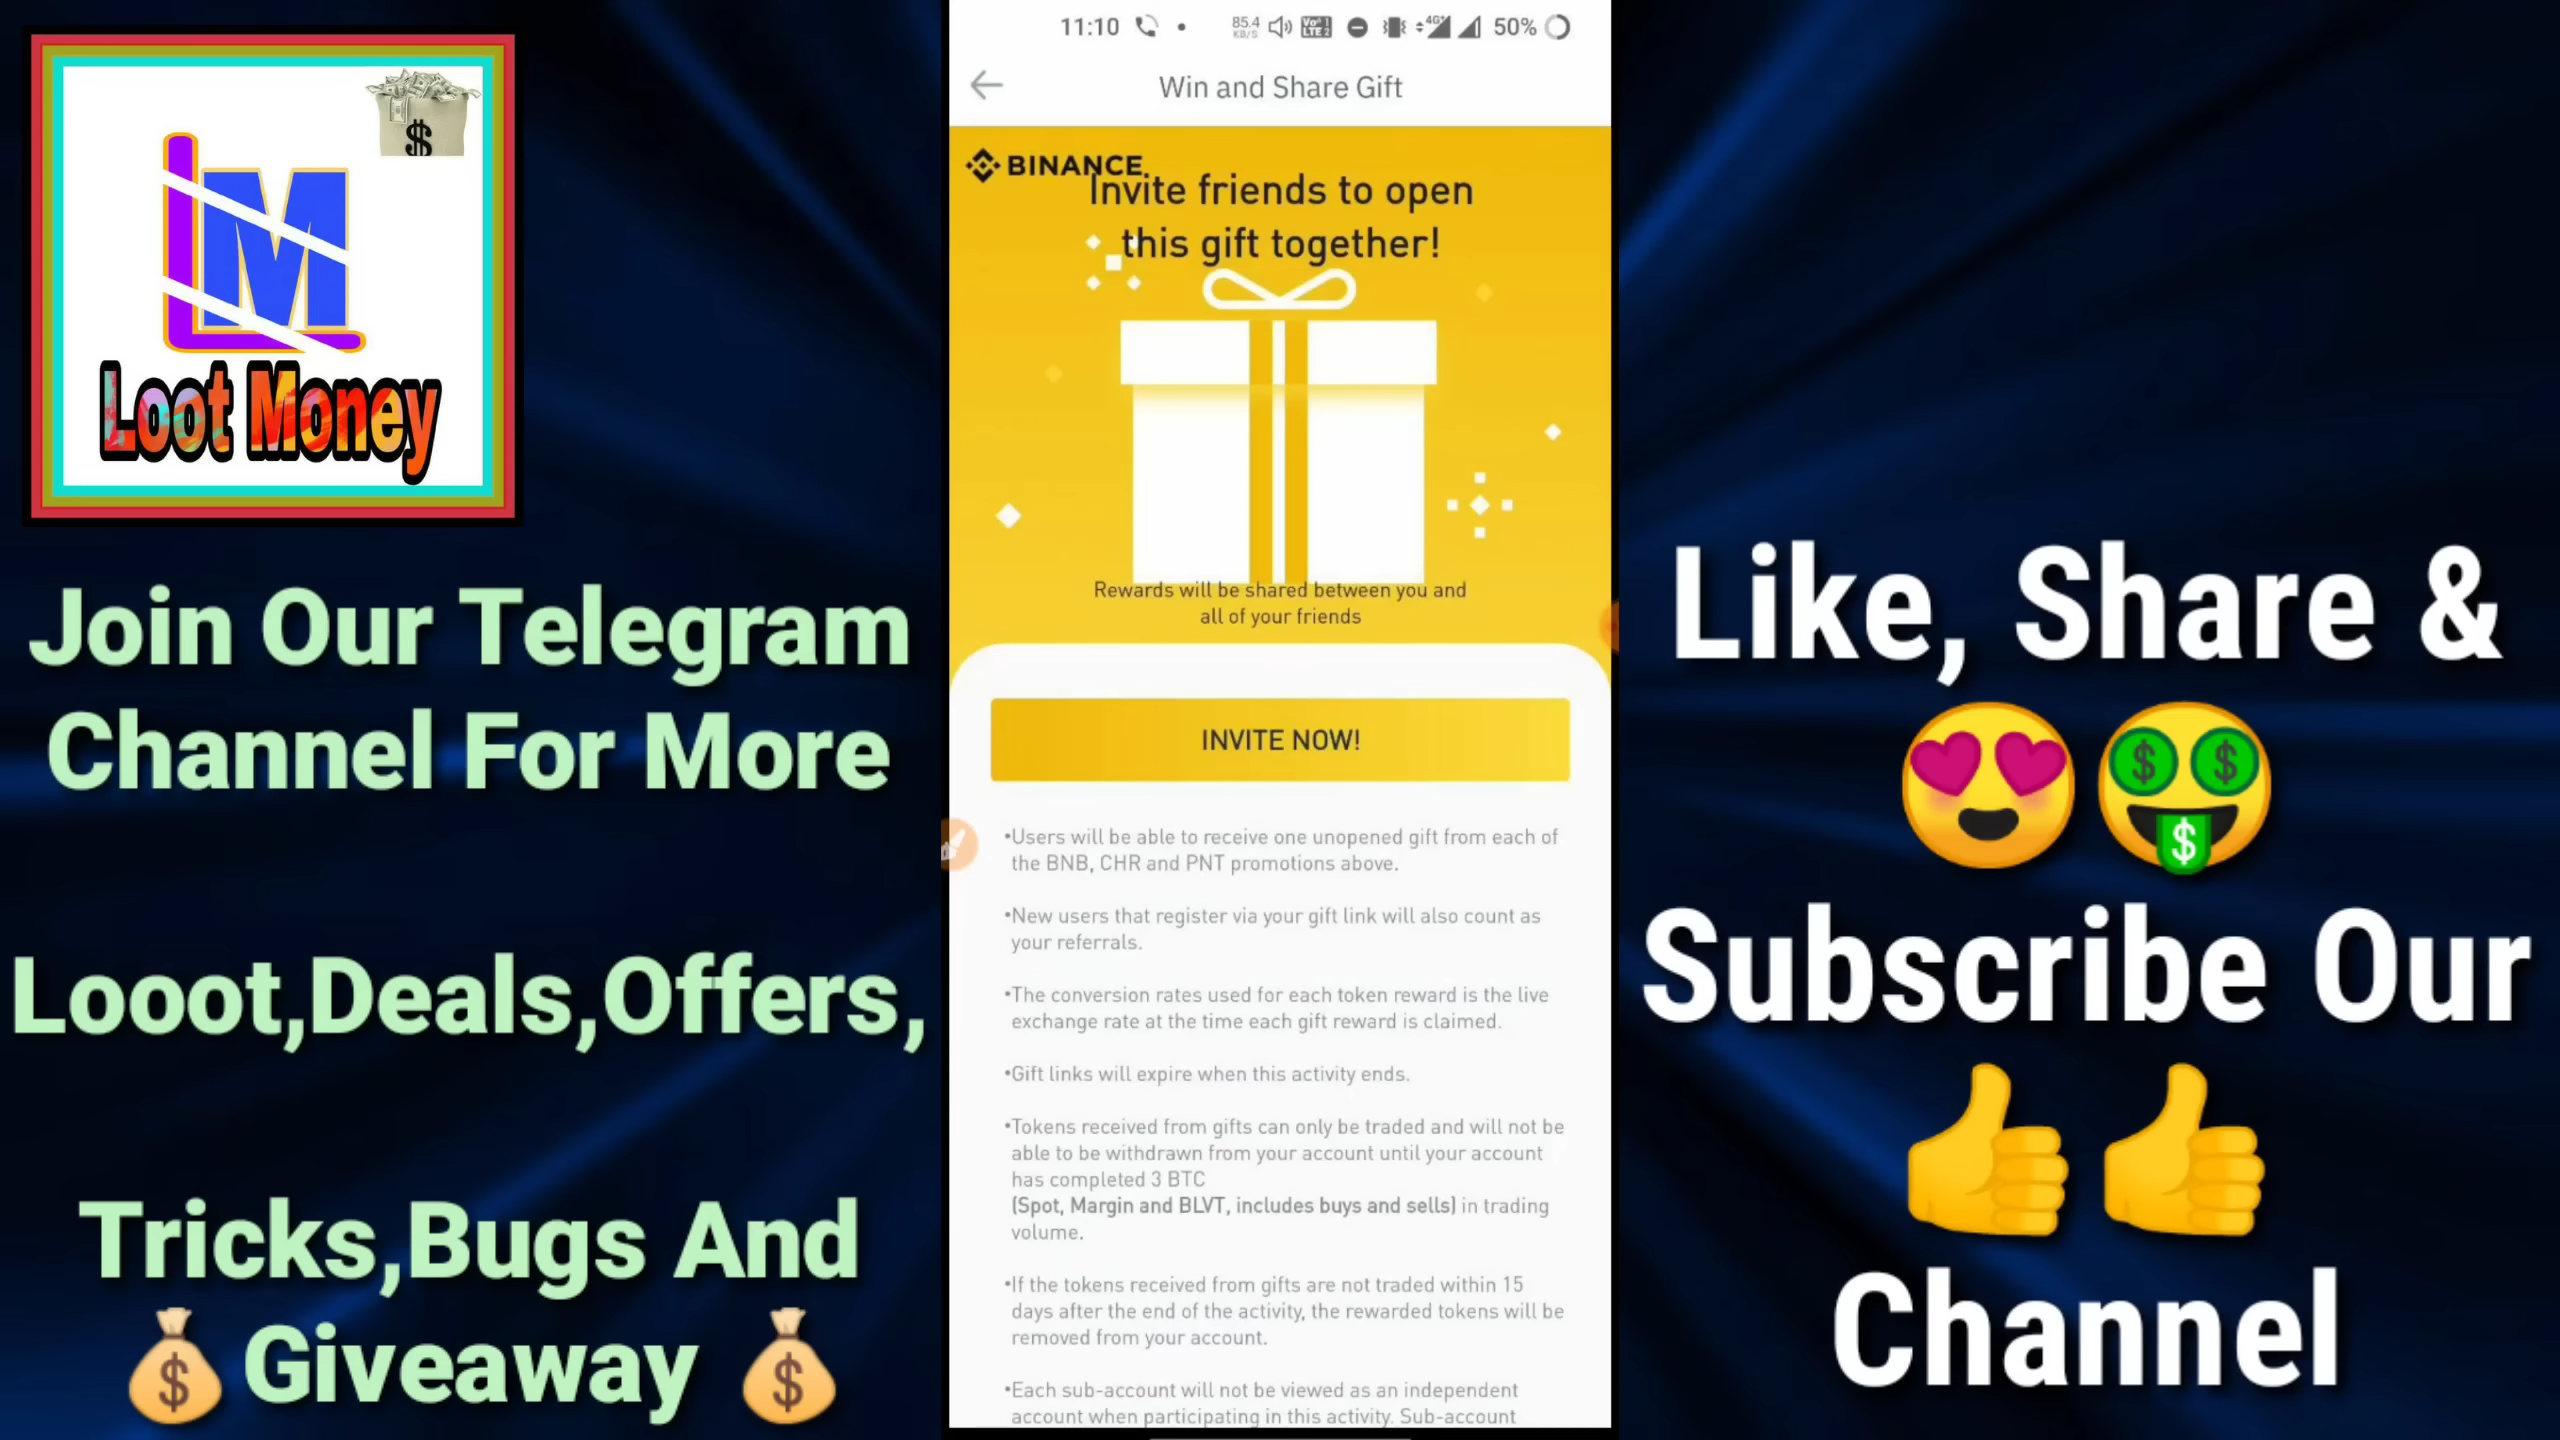 LM
Loot Money
$
Join Our Telegram
Channel For More
Looot,Deals,Offers,
Tricks,Bugs And
Giveaway
11:10
85.4
KB/S
4G+
50%
Win and Share Gift
BINANCE
Invite friends to open
this gift together!
Rewards will be shared between you and
all of your friends
INVITE NOW!
•Users will be able to receive one unopened gift from each of
the BNB, CHR and PNT promotions above.
•New users that register via your gift link will also count as
your referrals.
•The conversion rates used for each token reward is the live
exchange rate at the time each gift reward is claimed.
•Gift links will expire when this activity ends.
•Tokens received from gifts can only be traded and will not be
able to be withdrawn from your account until your account
has completed 3 BTC
(Spot, Margin and BLVT, includes buys and sells) in trading
volume.
•If the tokens received from gifts are not traded within 15
days after the end of the activity, the rewarded tokens will be
removed from your account.
•Each sub-account will not be viewed as an independent
account when participating in this activity. Sub-account
Like, Share &
Subscribe Our
Channel